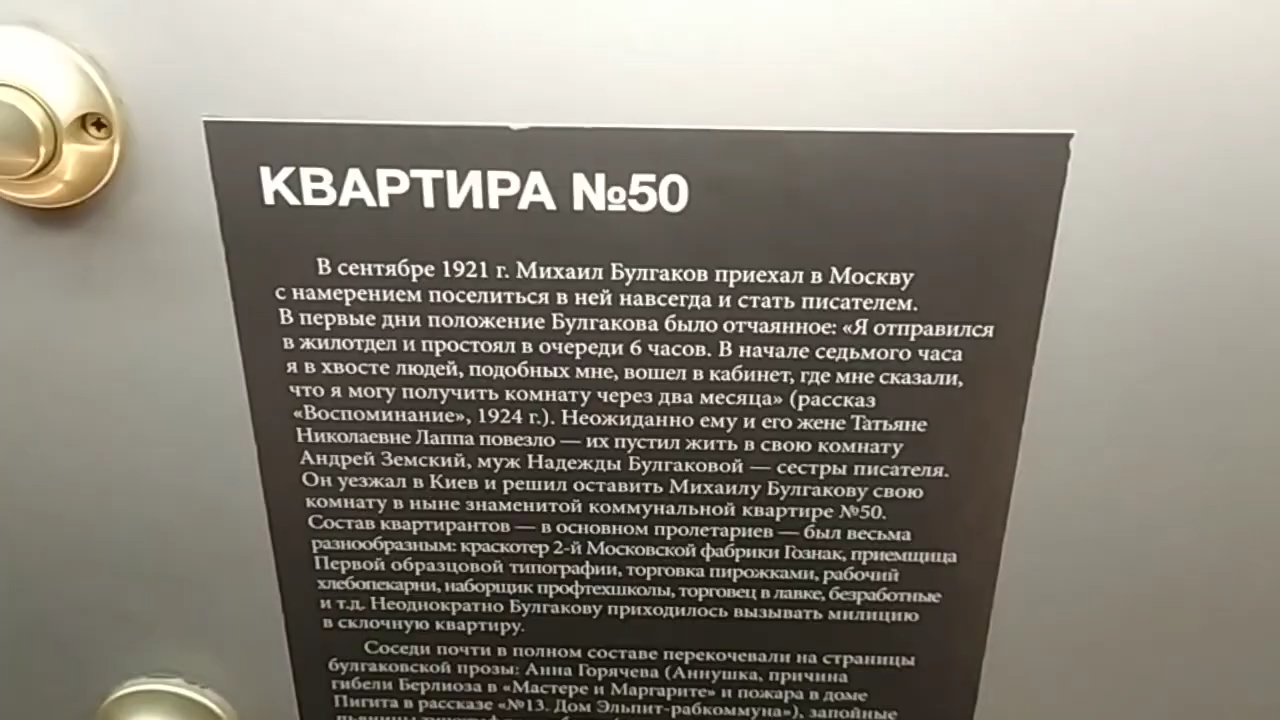 КВАРТИРА №50
В сентябре 1921 г. Михаил Булгаков приехал в Москву
с намерением поселиться в ней навсегда и стать писателем.
В первые дни положение Булгакова было отчаянное: «Я отправился
в жилотдел и простоял в очереди 6 часов. В начале седьмого часа
я в хвосте людей, подобных мне, вошел в кабинет, где мне сказали,
что я могу получить комнату через два месяца» (рассказ
«Воспоминание», 1924 г.). Неожиданно ему и его жене Татьяне
Николаевне Лаппа повезло — их пустил жить в свою комнату
Андрей Земский, муж Надежды Булгаковой — сестры писателя.
Он уезжал в Киев и решил оставить Михаилу Булгакову свою
комнату в ныне знаменитой коммунальной квартире №50.
Состав квартирантов — в основном пролетариев — был весьма
разнообразным: краскотер 2-й Московской фабрики Гознак, приемщица
Первой образцовой типографии, торговка пирожками, рабочий
хлебопекарни, наборщик профтехшколы, торговец в лавке, безработные
и т.д. Неоднократно Булгакову приходилось вызывать милицию
в склочную квартиру.
Соседи почти в полном составе перекочевали на страницы
булгаковской прозы: Анна Горячева (Аннушка, причина
гибели Берлиоза в «Мастере и Маргарите» и пожара в доме
Пигита в рассказе «№13. Дом Эльпит-рабкоммуна»), запойные